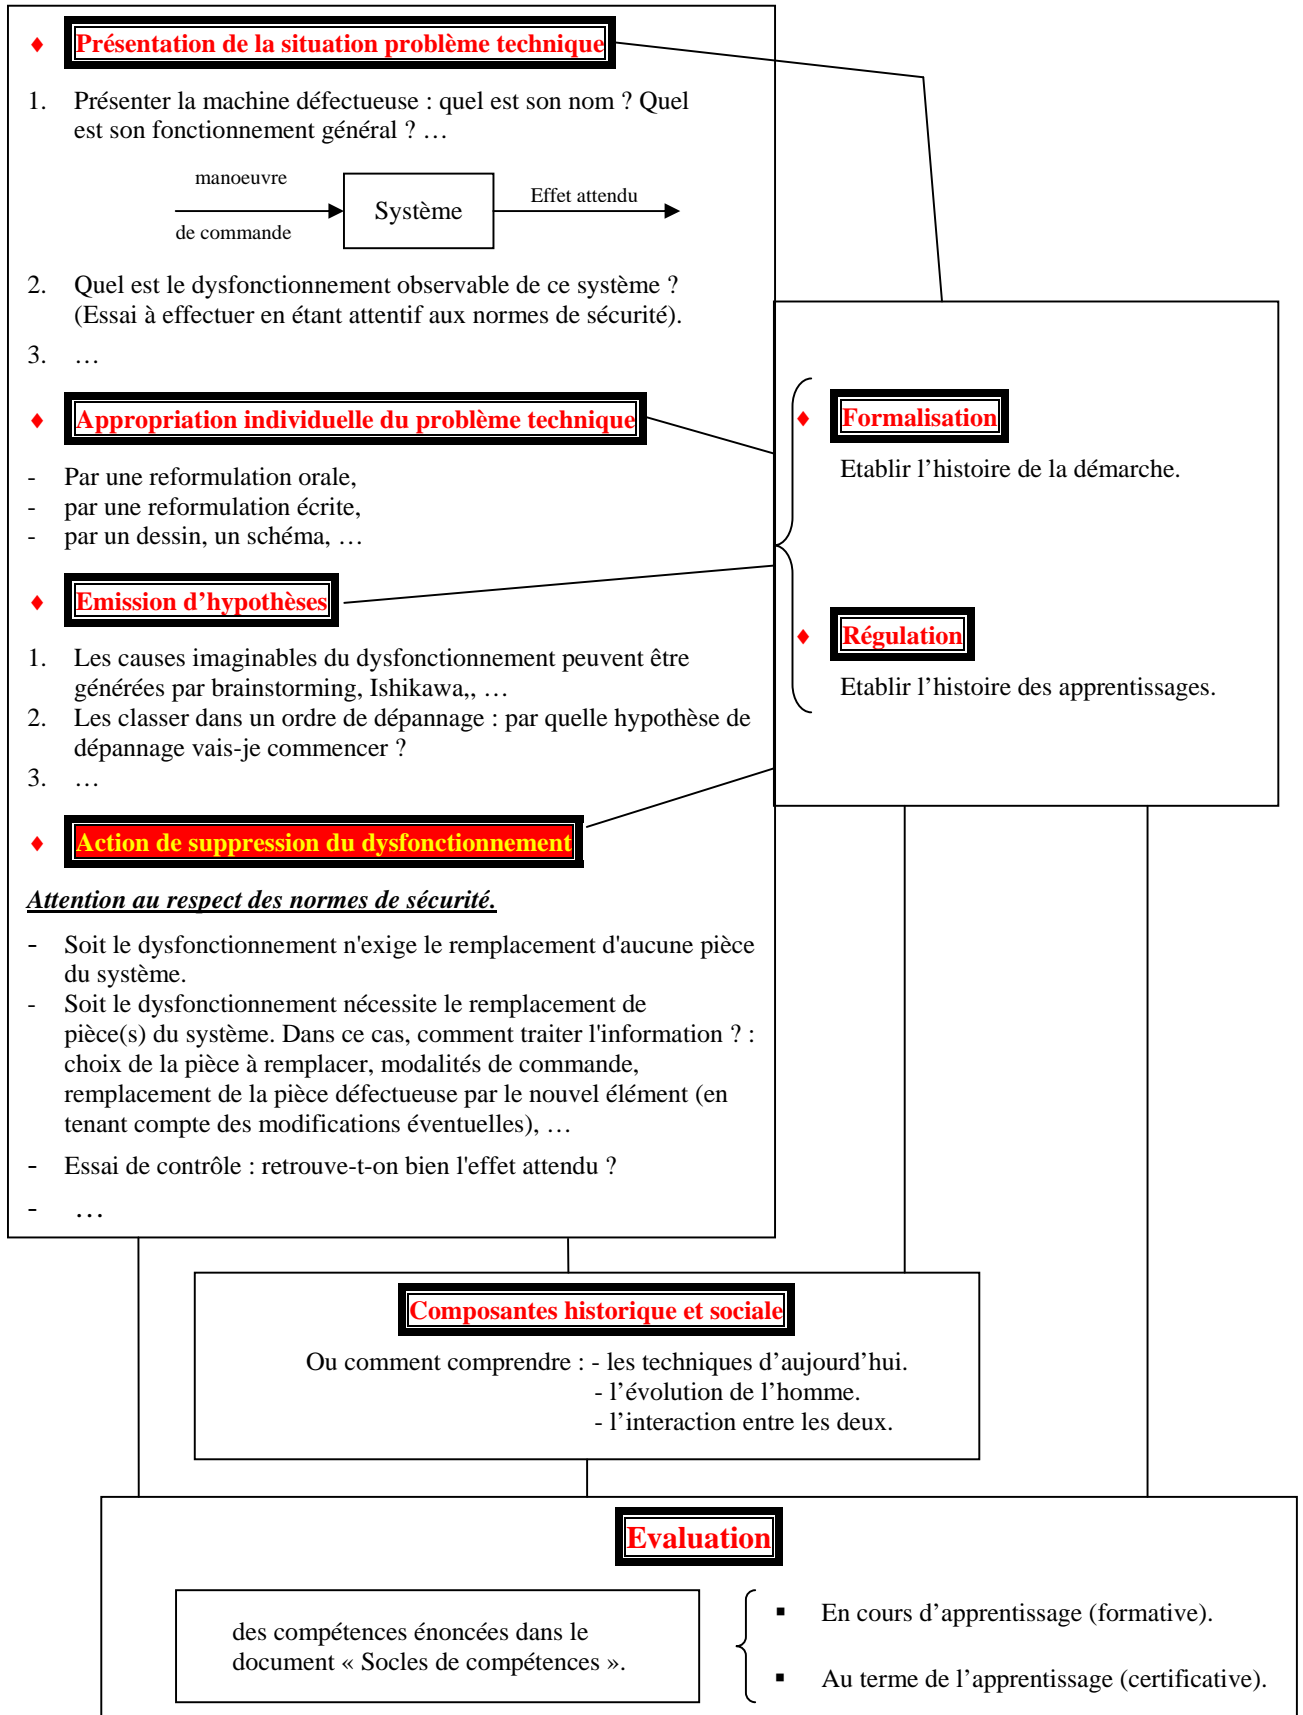 ♦ Présentation de la situation problème technique
1. Présenter la machine défectueuse : quel est son nom ? Quel
est son fonctionnement général ? …
manoeuvre
de commande
Système
Effet attendu
2. Quel est le dysfonctionnement observable de ce système ?
(Essai à effectuer en étant attentif aux normes de sécurité).
3. …
♦ Appropriation individuelle du problème technique
- Par une reformulation orale,
- par une reformulation écrite,
- par un dessin, un schéma, …
♦ Emission d’hypothèses
1. Les causes imaginables du dysfonctionnement peuvent être
générées par brainstorming, Ishikawa,, …
2. Les classer dans un ordre de dépannage : par quelle hypothèse de
dépannage vais-je commencer ?
3. …
♦ Action de suppression du dysfonctionnement
Attention au respect des normes de sécurité.
- Soit le dysfonctionnement n'exige le remplacement d'aucune pièce
du système.
- Soit le dysfonctionnement nécessite le remplacement de
pièce(s) du système. Dans ce cas, comment traiter l'information ? :
choix de la pièce à remplacer, modalités de commande,
remplacement de la pièce défectueuse par le nouvel élément (en
tenant compte des modifications éventuelles), …
- Essai de contrôle : retrouve-t-on bien l'effet attendu ?
- …
♦ Formalisation
Etablir l’histoire de la démarche.
♦ Régulation
Etablir l’histoire des apprentissages.
Composantes historique et sociale
Ou comment comprendre : - les techniques d’aujourd’hui.
- l’évolution de l’homme.
- l’interaction entre les deux.
Evaluation
des compétences énoncées dans le
document « Socles de compétences ».
▪ En cours d’apprentissage (formative).
▪ Au terme de l’apprentissage (certificative).